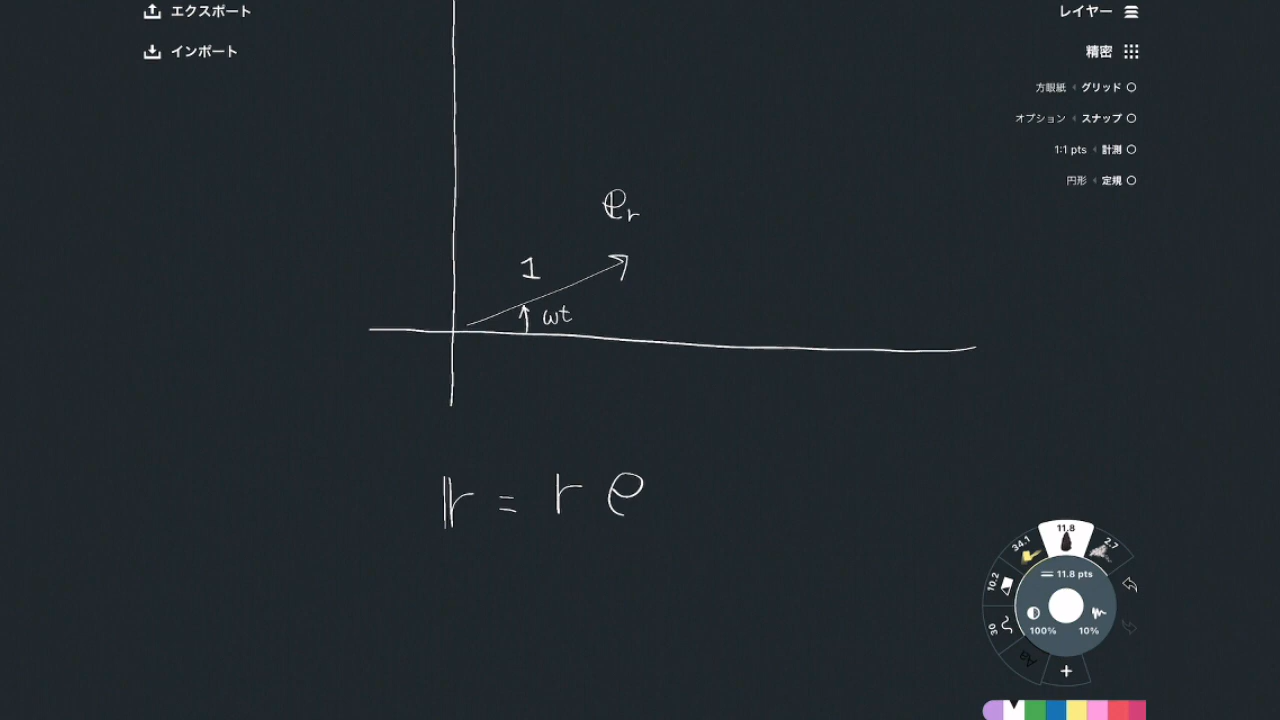 エクスポート
インポート
レイヤー
精密
方眼紙 グリッド
オプション スナップ
1:1 pts 計測
円形 定規
er
1
ωt
r = r e
11.8
34.1
2.7
10.2
11.8 pts
30
100% 10%
Aa
+